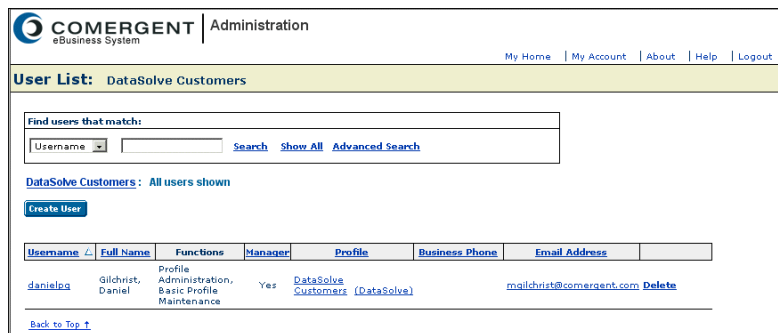 COMERGENT
eBusiness System
Administration
My Home | My Account | About | Help | Logout
User List: DataSolve Customers
Find users that match:
Username Search Show All Advanced Search
DataSolve Customers : All users shown
Create User
Username Full Name Functions Manager Profile Business Phone Email Address
danielpg Gilchrist, Daniel Profile Administration, Basic Profile Maintenance Yes DataSolve Customers (DataSolve) mgilchrist@comergent.com Delete
Back to Top ↑